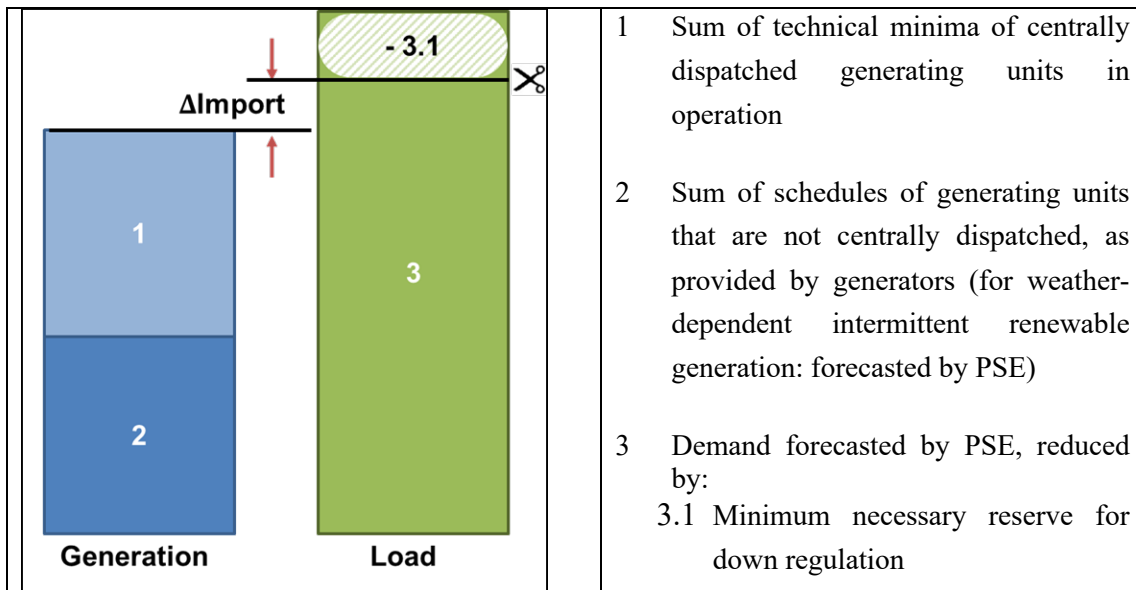 - 3.1
ΔImport
1
3
2
Generation
Load
1 Sum of technical minima of centrally
dispatched generating units in
operation
2 Sum of schedules of generating units
that are not centrally dispatched, as
provided by generators (for weather-
dependent intermittent renewable
generation: forecasted by PSE)
3 Demand forecasted by PSE, reduced
by:
3.1 Minimum necessary reserve for
down regulation